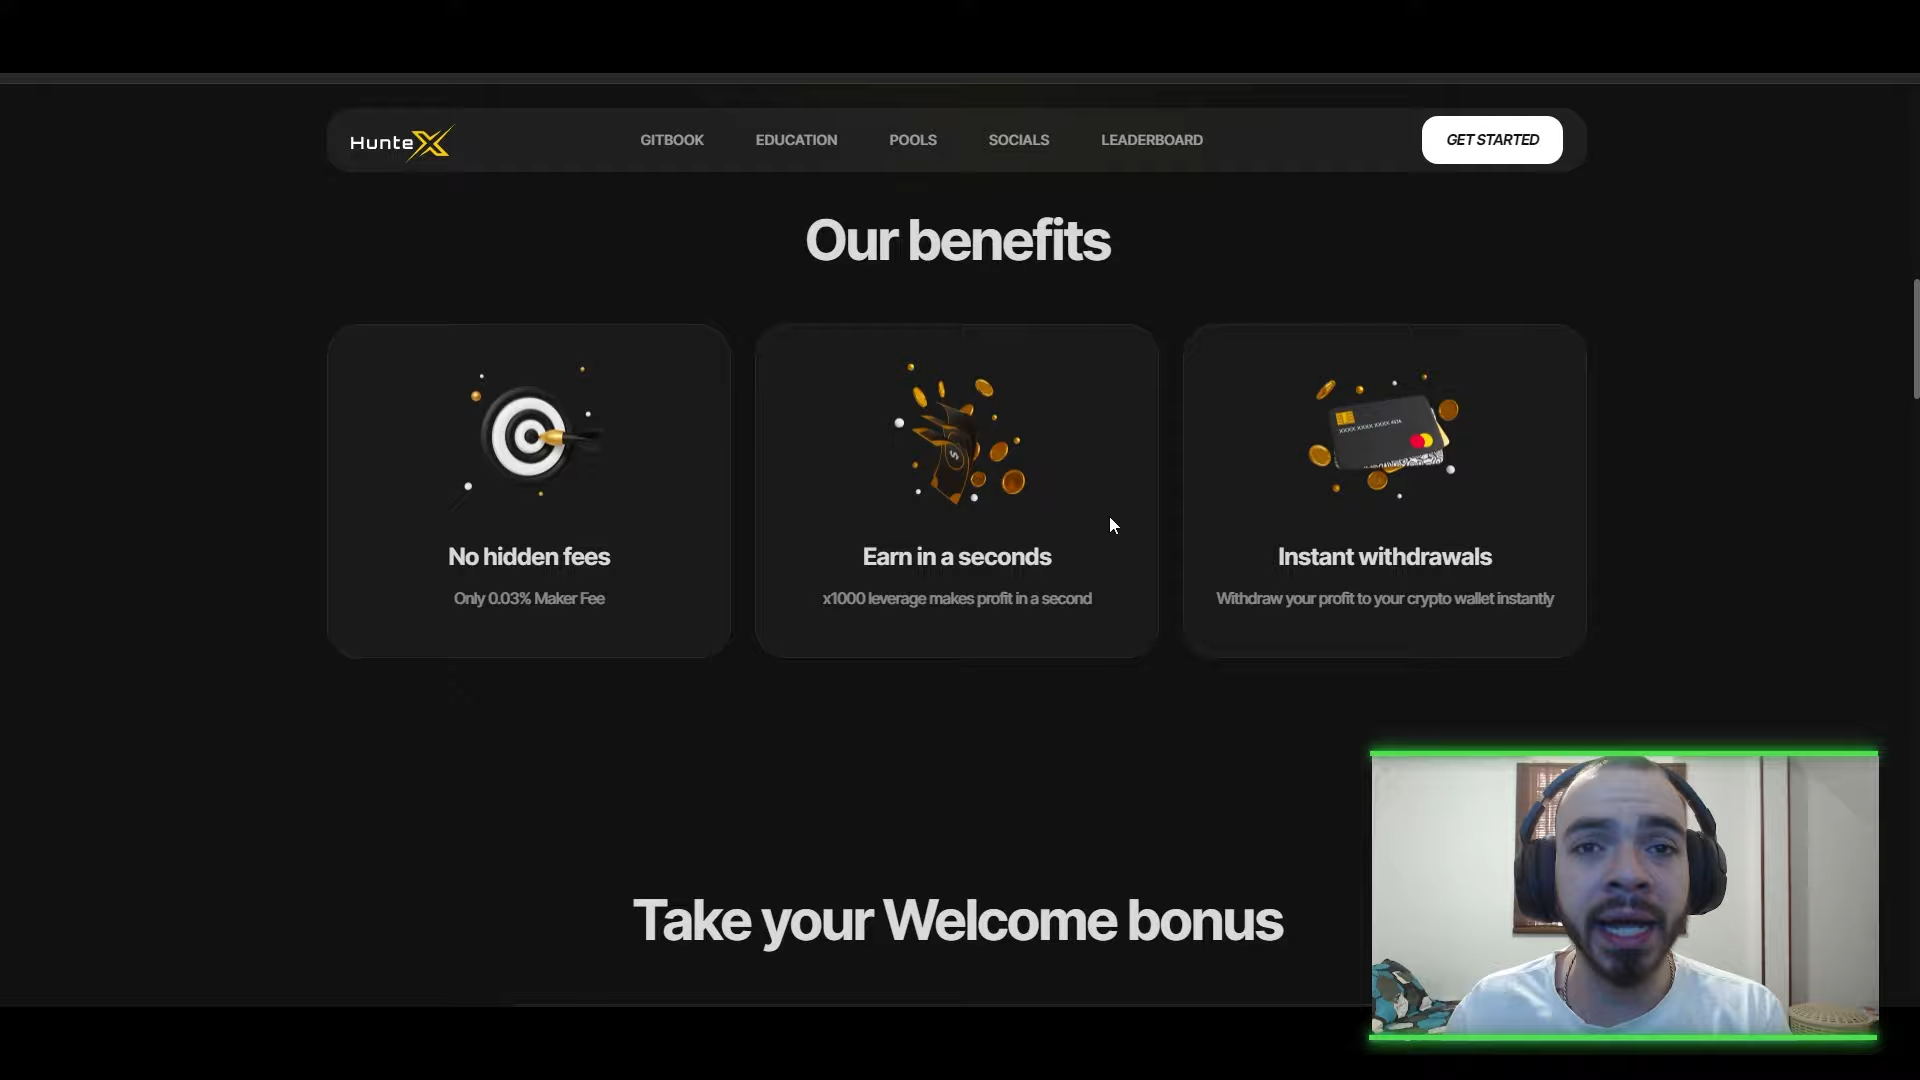 HunteX
GITBOOK
EDUCATION
POOLS
SOCIALS
LEADERBOARD
GET STARTED
Our benefits
No hidden fees
Only 0.03% Maker Fee
Earn in a seconds
x1000 leverage makes profit in a second
Instant withdrawals
Withdraw your profit to your crypto wallet instantly
Take your Welcome bonus